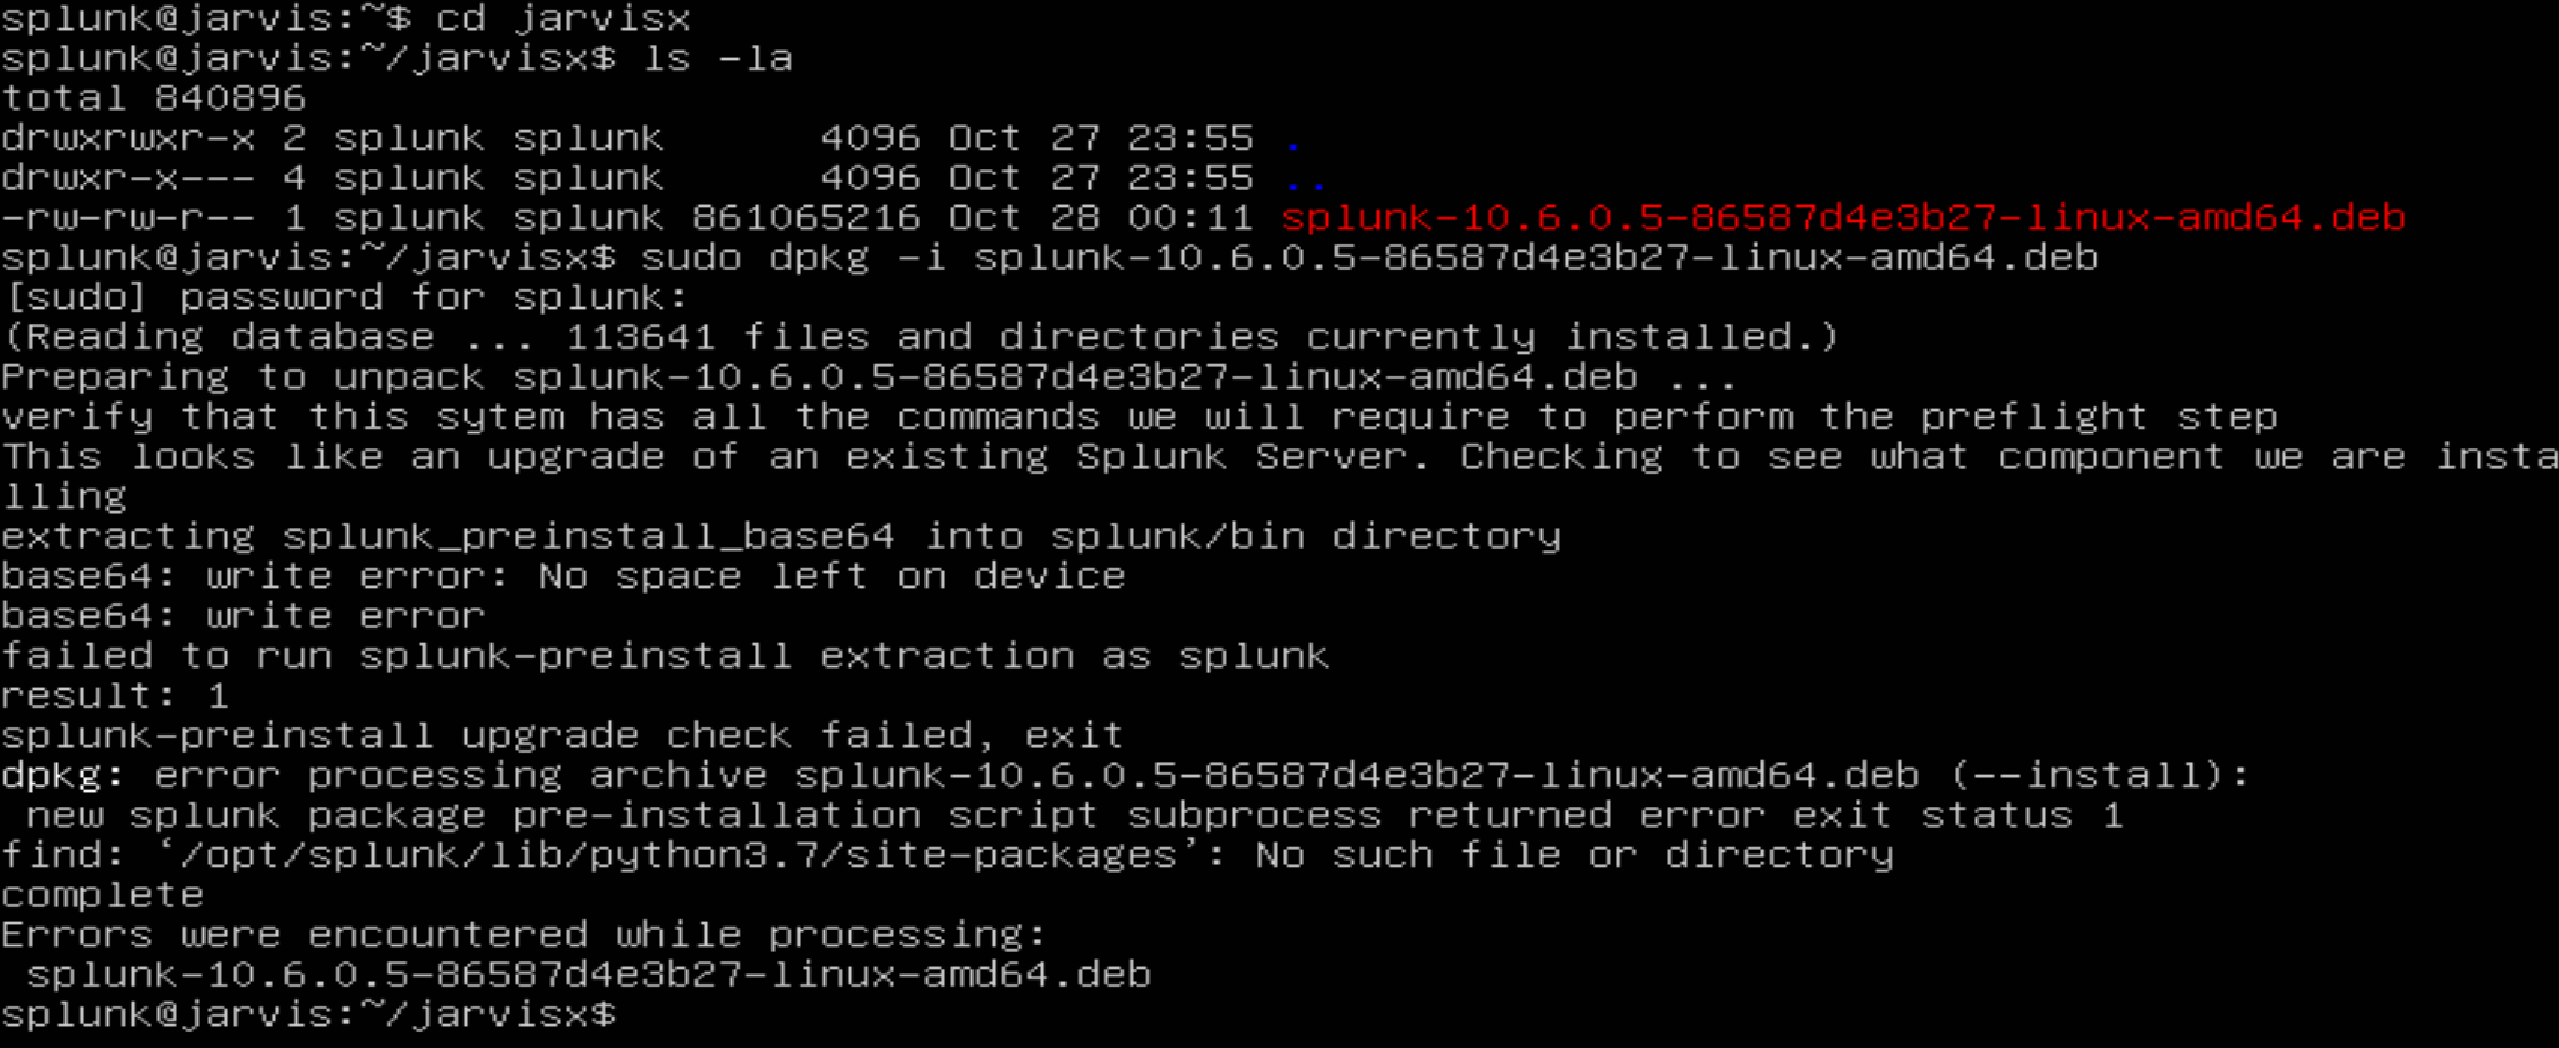 splunk@jarvis:~$ cd jarvisx
splunk@jarvis:~/jarvisx$ ls -la
total 840896
drwxrwxr-x 2 splunk splunk      4096 Oct 27 23:55 .
drwxr-x--- 4 splunk splunk      4096 Oct 27 23:55 ..
-rw-rw-r-- 1 splunk splunk 861065216 Oct 28 00:11 splunk-10.6.0.5-86587d4e3b27-linux-amd64.deb
splunk@jarvis:~/jarvisx$ sudo dpkg -i splunk-10.6.0.5-86587d4e3b27-linux-amd64.deb
[sudo] password for splunk:
(Reading database ... 113641 files and directories currently installed.)
Preparing to unpack splunk-10.6.0.5-86587d4e3b27-linux-amd64.deb ...
verify that this sytem has all the commands we will require to perform the preflight step
This looks like an upgrade of an existing Splunk Server. Checking to see what component we are insta
lling
extracting splunk_preinstall_base64 into splunk/bin directory
base64: write error: No space left on device
base64: write error
failed to run splunk-preinstall extraction as splunk
result: 1
splunk-preinstall upgrade check failed, exit
dpkg: error processing archive splunk-10.6.0.5-86587d4e3b27-linux-amd64.deb (--install):
 new splunk package pre-installation script subprocess returned error exit status 1
find: ‘/opt/splunk/lib/python3.7/site-packages’: No such file or directory
complete
Errors were encountered while processing:
 splunk-10.6.0.5-86587d4e3b27-linux-amd64.deb
splunk@jarvis:~/jarvisx$